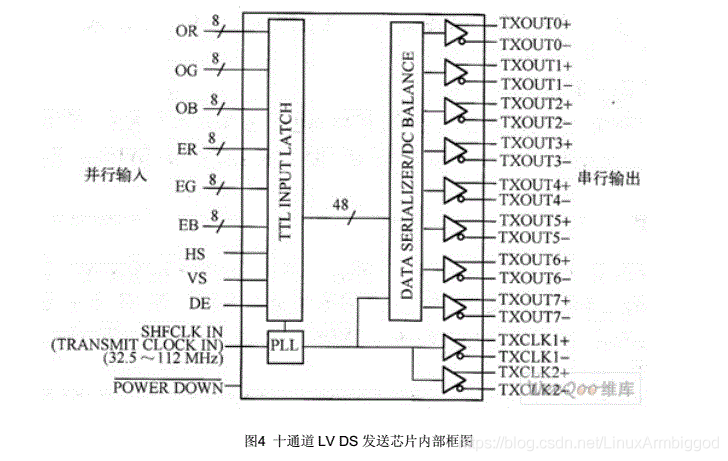 OR 8
OG 8
OB 8
ER 8
并行输入
EG 8
EB 8
HS
VS
DE
SHFCLK IN
(TRANSMIT CLOCK IN)
(32.5～112 MHz)
POWER DOWN
TTL INPUT LATCH
PLL
48
DATA SERIALIZER/DC BALANCE
TXOUT0+
TXOUT0−
TXOUT1+
TXOUT1−
TXOUT2+
TXOUT2−
TXOUT3+
TXOUT3−
串行输出
TXOUT4+
TXOUT4−
TXOUT5+
TXOUT5−
TXOUT6+
TXOUT6−
TXOUT7+
TXOUT7−
TXCLK1+
TXCLK1−
TXCLK2+
TXCLK2−
维库
图4 十通道 LV DS 发送芯片内部框图
https://blog.csdn.net/LinuxArmbiggod